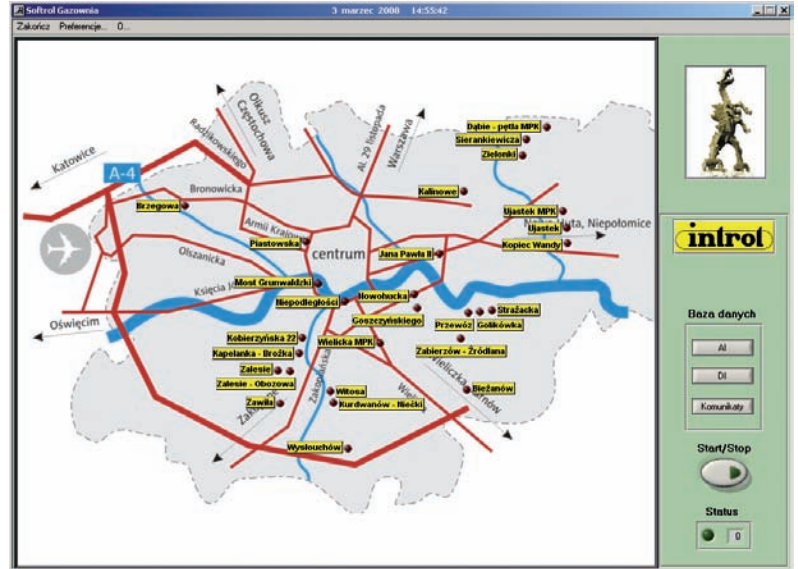 Softrol Gazownia
3 marzec 2000 14:55:42
Zakończ Preferencje... O...
Olkusz
Częstochowa
Radzikowskiego
Al. 29 listopada
Warszawa
Katowice
A-4
Dąbie - pętla MPK
Sierankiewicza
Zielonki
Bronowicka
Kalinowe
Brzegowa
Ujastek MPK
Armii Krajowej
Ujastek
Huta, Niepołomice
Piastowska
centrum
Jana Pawła II
Kopiec Wandy
Olszanicka
Most Grunwaldzki
Księcia J
Niepodległości
Nowohucka
Goszczyńskiego
Strażacka
Przewóz
Golikówka
Oświęcim
Kobierzyńska 22
Wielicka MPK
Zabierzów - Źródlana
Kapelanka - Brożka
Zalesie
Zalesie - Obozowa
Zawiła
Zakopiańska
Witosa
Kurdwanów - Niećki
Bieżanów
Wysłouchów
introl
Baza danych
AI
DI
Komunikaty
Start/Stop
Status
0